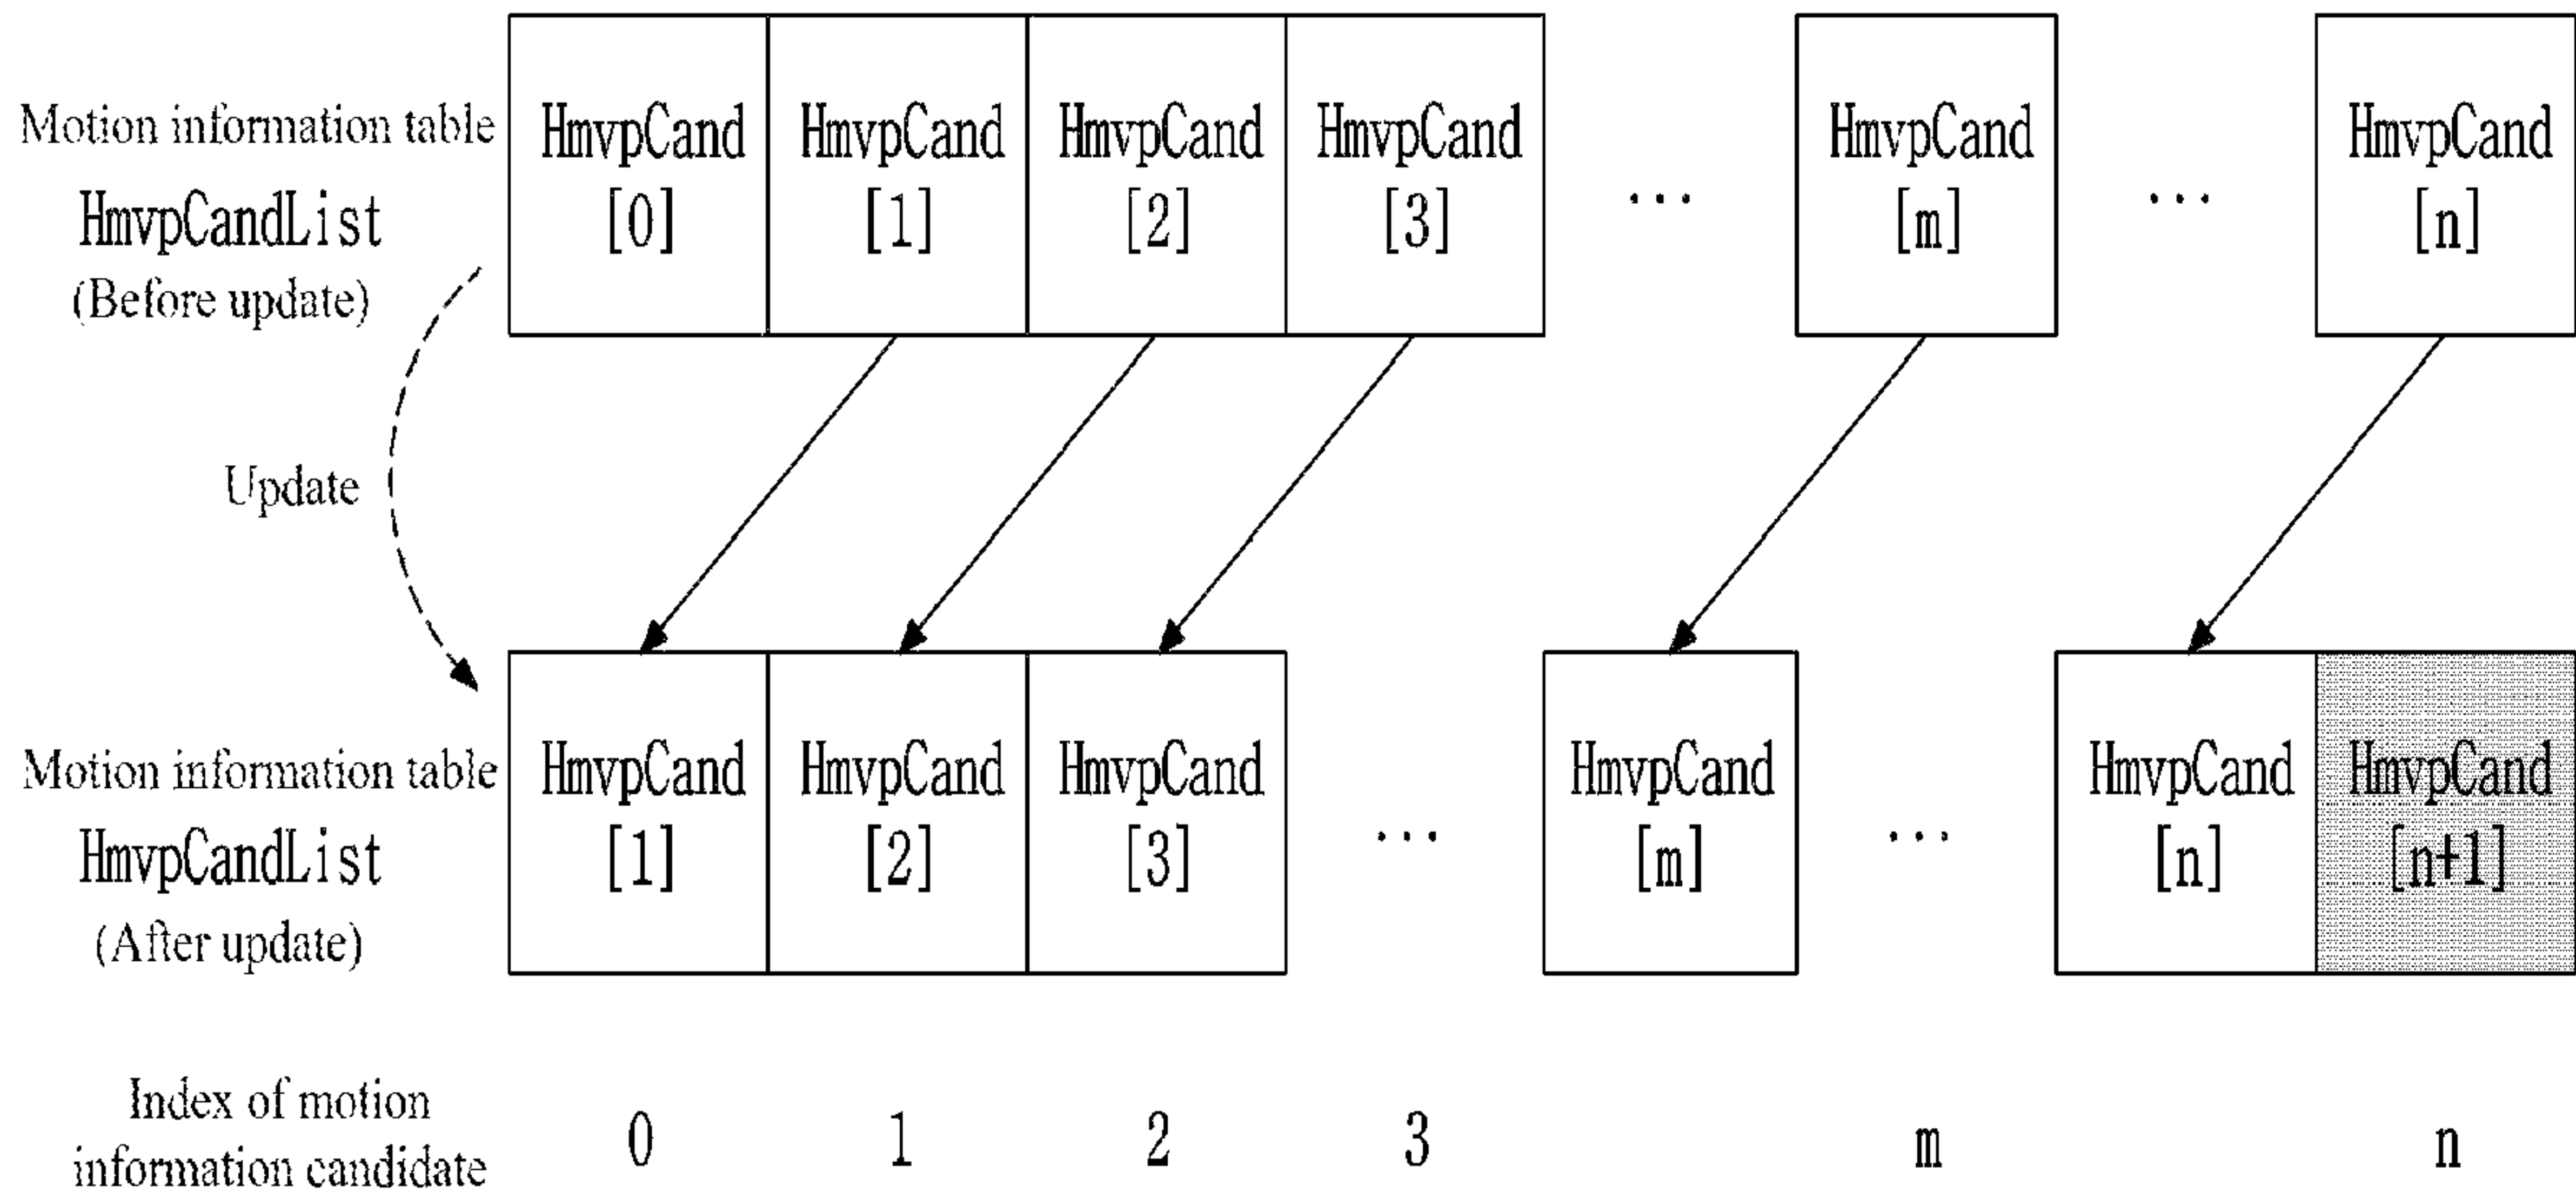 Motion information table
HmvpCandList
(Before update)
HmvpCand
[0]
HmvpCand
[1]
HmvpCand
[2]
HmvpCand
[3]
...
HmvpCand
[m]
...
HmvpCand
[n]
Update
Motion information table
HmvpCandList
(After update)
HmvpCand
[1]
HmvpCand
[2]
HmvpCand
[3]
...
HmvpCand
[m]
...
HmvpCand
[n]
HmvpCand
[n+1]
Index of motion
information candidate
0 1 2 3 m n